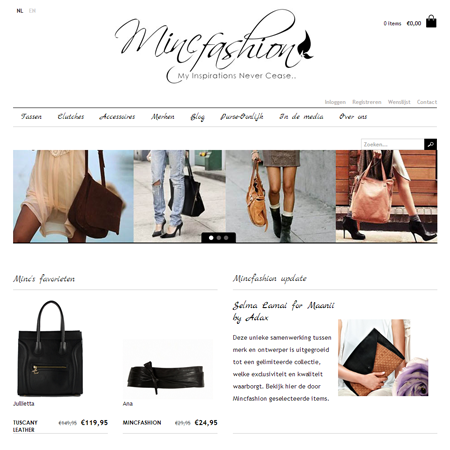 NL EN
0 items €0,00
Mincfashion
My Inspirations Never Cease..
Inloggen Registreren Wenslijst Contact
Tassen Clutches Accessoires Merken Blog Purse-Oonlijk In de media Over ons
Zoeken...
Minc's favorieten
Mincfashion update
Selma Camai for Maanii
by Adax
Deze unieke samenwerking tussen
merk en ontwerper is uitgegroeid
tot een gelimiteerde collectie,
welke exclusiviteit en kwaliteit
waarborgt. Bekijk hier de door
Mincfashion geselecteerde items.
Julietta
TUSCANY
LEATHER
€149,95 €119,95
Ana
MINCFASHION
€29,95 €24,95